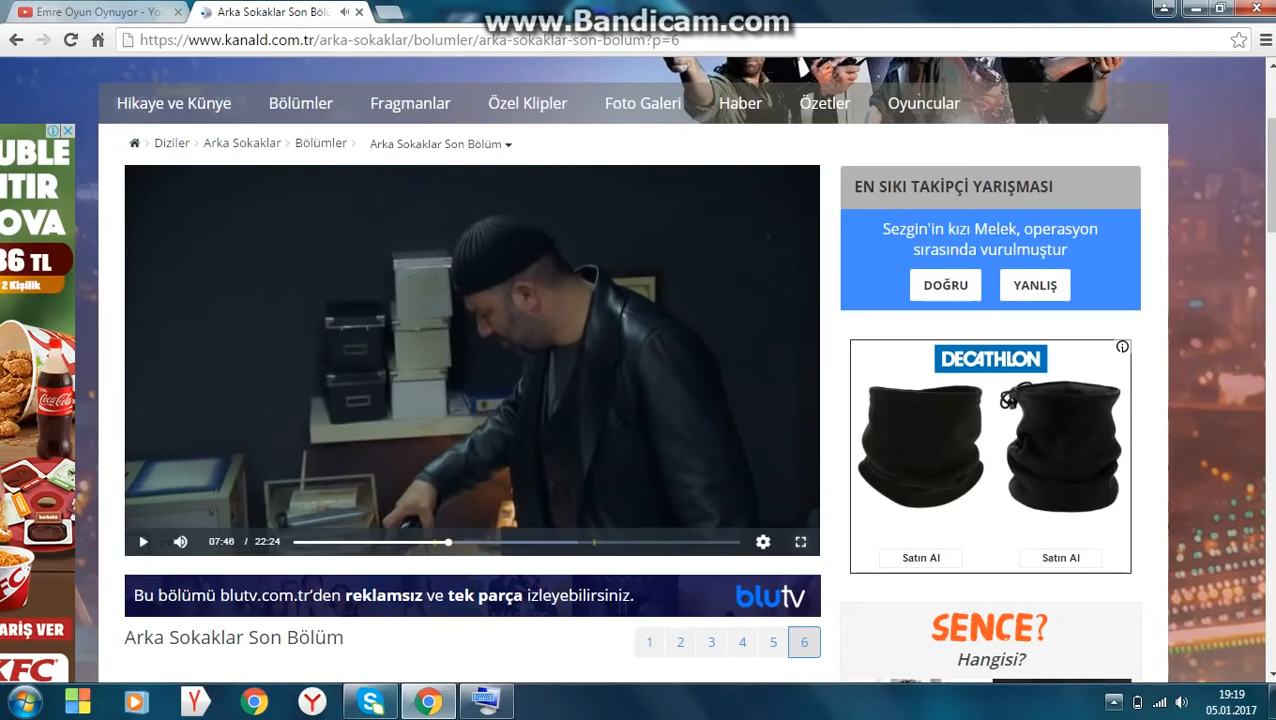 Emre Oyun Oynuyor - Yo
Arka Sokaklar Son Bölü
www.Bandicam.com
https://www.kanald.com.tr/arka-sokaklar/bolumler/arka-sokaklar-son-bolum?p=6
Hikaye ve Künye
Bölümler
Fragmanlar
Özel Klipler
Foto Galeri
Haber
Özetler
Oyuncular
Diziler
Arka Sokaklar
Bölümler
Arka Sokaklar Son Bölüm
EN SIKI TAKİPÇİ YARIŞMASI
Sezgin'in kızı Melek, operasyon
sırasında vurulmuştur
DOĞRU
YANLIŞ
DECATHLON
Satın Al
Satın Al
07:46 / 22:24
Bu bölümü blutv.com.tr'den reklamsız ve tek parça izleyebilirsiniz.
blutv
Arka Sokaklar Son Bölüm
1 2 3 4 5 6
SENCE?
Hangisi?
OUBLE
TIR
OVA
36 TL
2 Kişilik
Coca-Cola
ARİŞ VER
KFC
19:19
05.01.2017